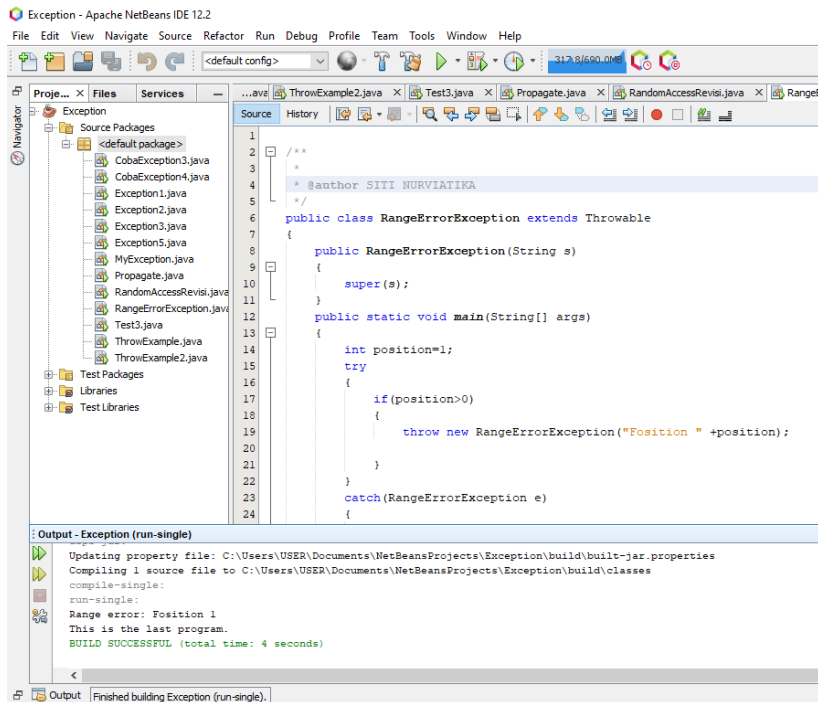 Exception - Apache NetBeans IDE 12.2
File Edit View Navigate Source Refactor Run Debug Profile Team Tools Window Help
<default config>
317.8/690.0MB
Proje... × Files Services –
...ava ThrowExample2.java × Test3.java × Propagate.java × RandomAccessRevisi.java × RangeE
Navigator
Source History
Exception
Source Packages
<default package>
CobaException3.java
CobaException4.java
Exception1.java
Exception2.java
Exception3.java
Exception5.java
MyException.java
Propagate.java
RandomAccessRevisi.java
RangeErrorException.java
Test3.java
ThrowExample.java
ThrowExample2.java
Test Packages
Libraries
Test Libraries
1
2 /**
3 *
4 * @author SITI NURVIATIKA
5 */
6 public class RangeErrorException extends Throwable
7 {
8 public RangeErrorException(String s)
9 {
10 super(s);
11 }
12 public static void main(String[] args)
13 {
14 int position=1;
15 try
16 {
17 if(position>0)
18 {
19 throw new RangeErrorException("Fosition " +position);
20
21 }
22 }
23 catch(RangeErrorException e)
24 {
Output - Exception (run-single)
Updating property file: C:\Users\USER\Documents\NetBeansProjects\Exception\build\built-jar.properties
Compiling 1 source file to C:\Users\USER\Documents\NetBeansProjects\Exception\build\classes
compile-single:
run-single:
Range error: Fosition 1
This is the last program.
BUILD SUCCESSFUL (total time: 4 seconds)
Output Finished building Exception (run-single).